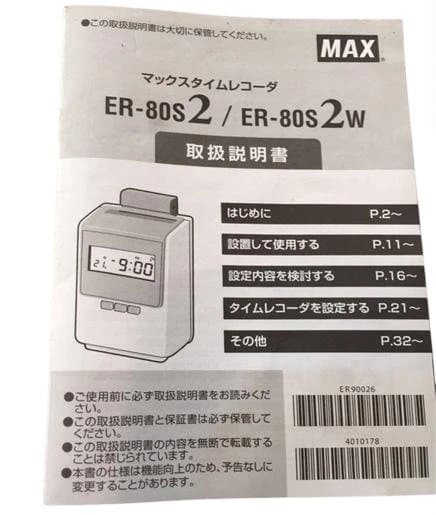 ●この取扱説明書は大切に保管してください。
MAX
マックスタイムレコーダ
ER-80S2 / ER-80S2W
取扱説明書
はじめに P.2～
設置して使用する P.11～
設定内容を検討する P.16～
タイムレコーダを設定する P.21～
その他 P.32～
21. 9:00
●ご使用前に必ず取扱説明書をお読みくだ
さい。
●この取扱説明書と保証書は必ず保管して
ください。
●この取扱説明書の内容を無断で転載する
ことは禁じられています。
●本書の仕様は機能向上のため、予告なしに
変更することがあります。
ER90026
4010178